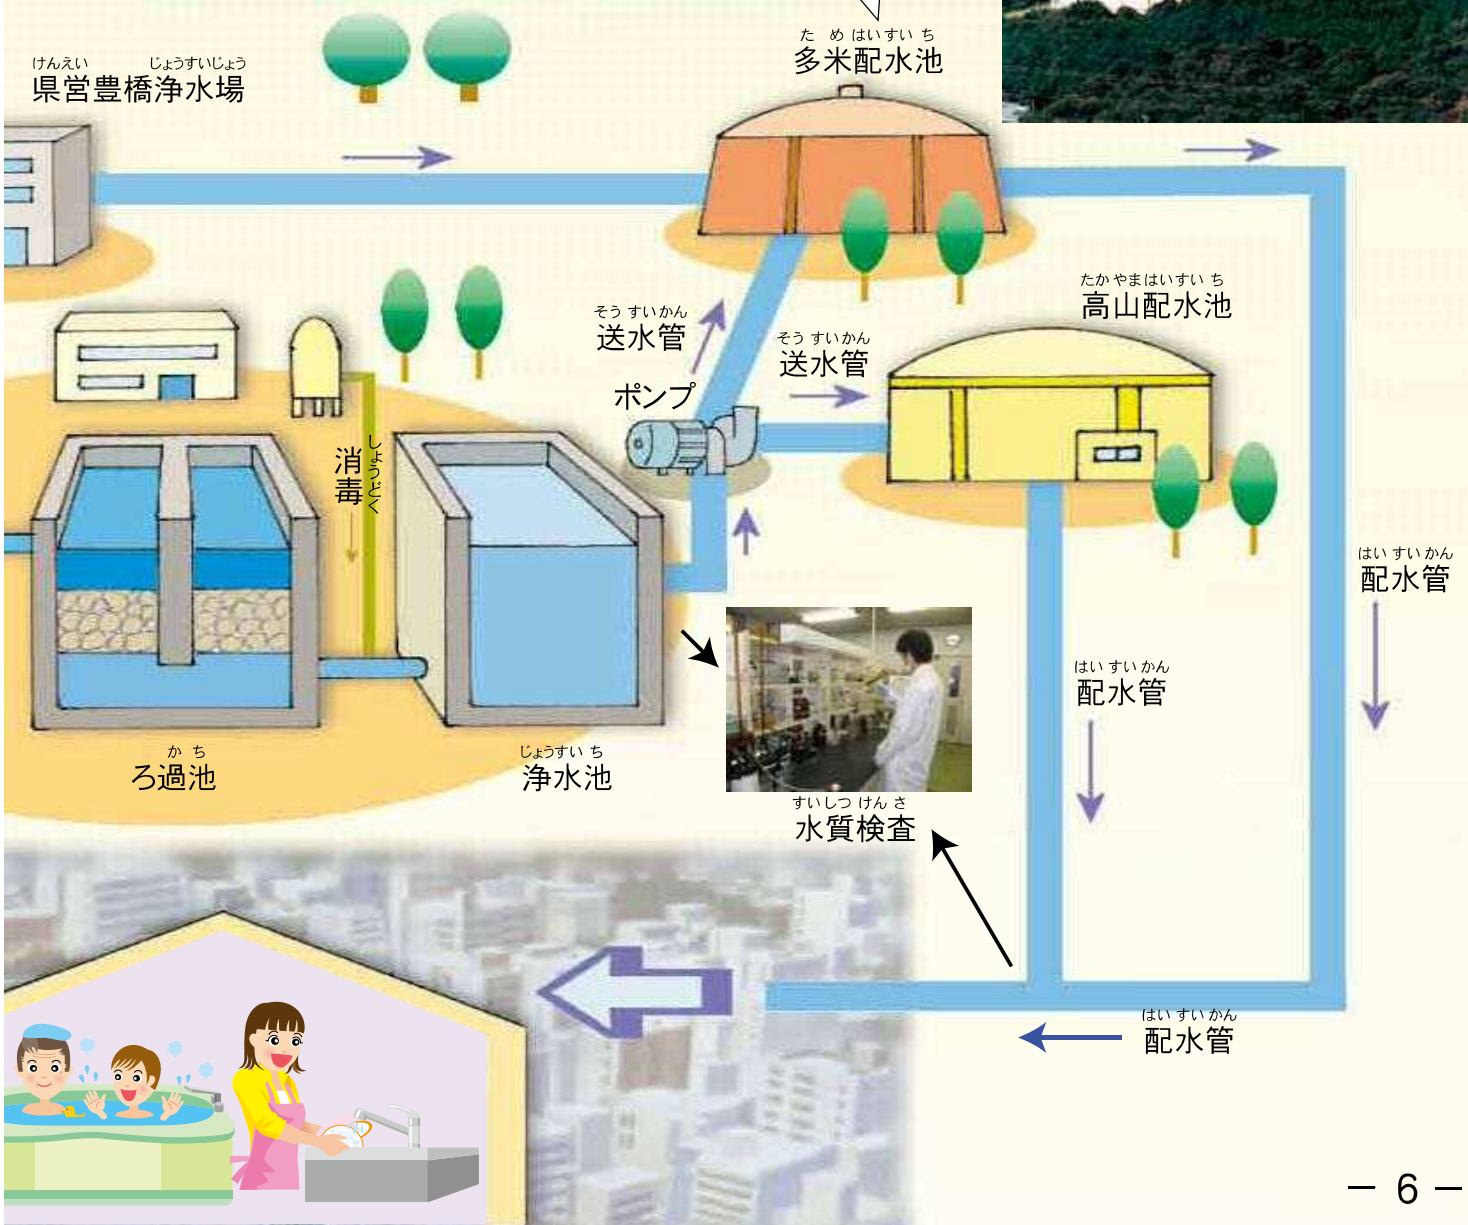 た め はい すい ち
多米配水池
けんえい じょうすいじょう
県営豊橋浄水場
たか やま はい すい ち
高山配水池
そう すい かん
送水管
そう すい かん
送水管
ポンプ
しょうどく
消毒
はい すい かん
配水管
はい すい かん
配水管
か ち
ろ過池
じょうすい ち
浄水池
すい しつ けん さ
水質検査
はい すい かん
配水管
― 6 ―